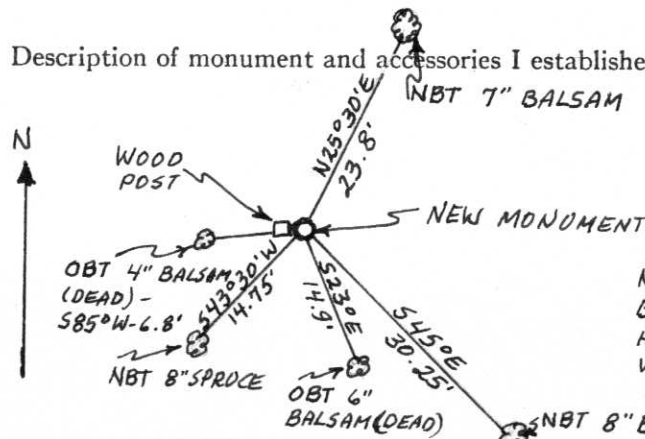 Description of monument and accessories I establishe
NBT 7" BALSAM
N25°30'E
23.8'
N
WOOD
POST
NEW MONUMENT
OBT 4" BALSAM
(DEAD) -
S85°W-6.8'
S43°30'W
14.75'
S23°E
14.9'
S45°E
30.25'
NBT 8" SPRUCE
OBT 6"
BALSAM (DEAD)
NBT 8"